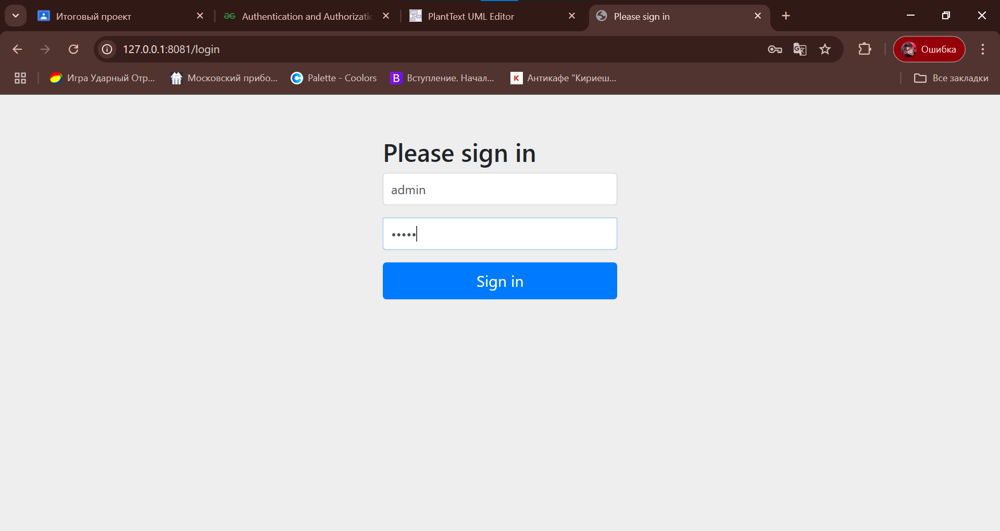 Итоговый проект
Authentication and Authorizatic
PlantText UML Editor
Please sign in
127.0.0.1:8081/login
Ошибка
Игра Ударный Отр...
Московский прибо...
Palette - Coolors
B
Вступление. Начал...
K
Антикафе "Кириеш...
Все закладки
Please sign in
admin
•••••
Sign in